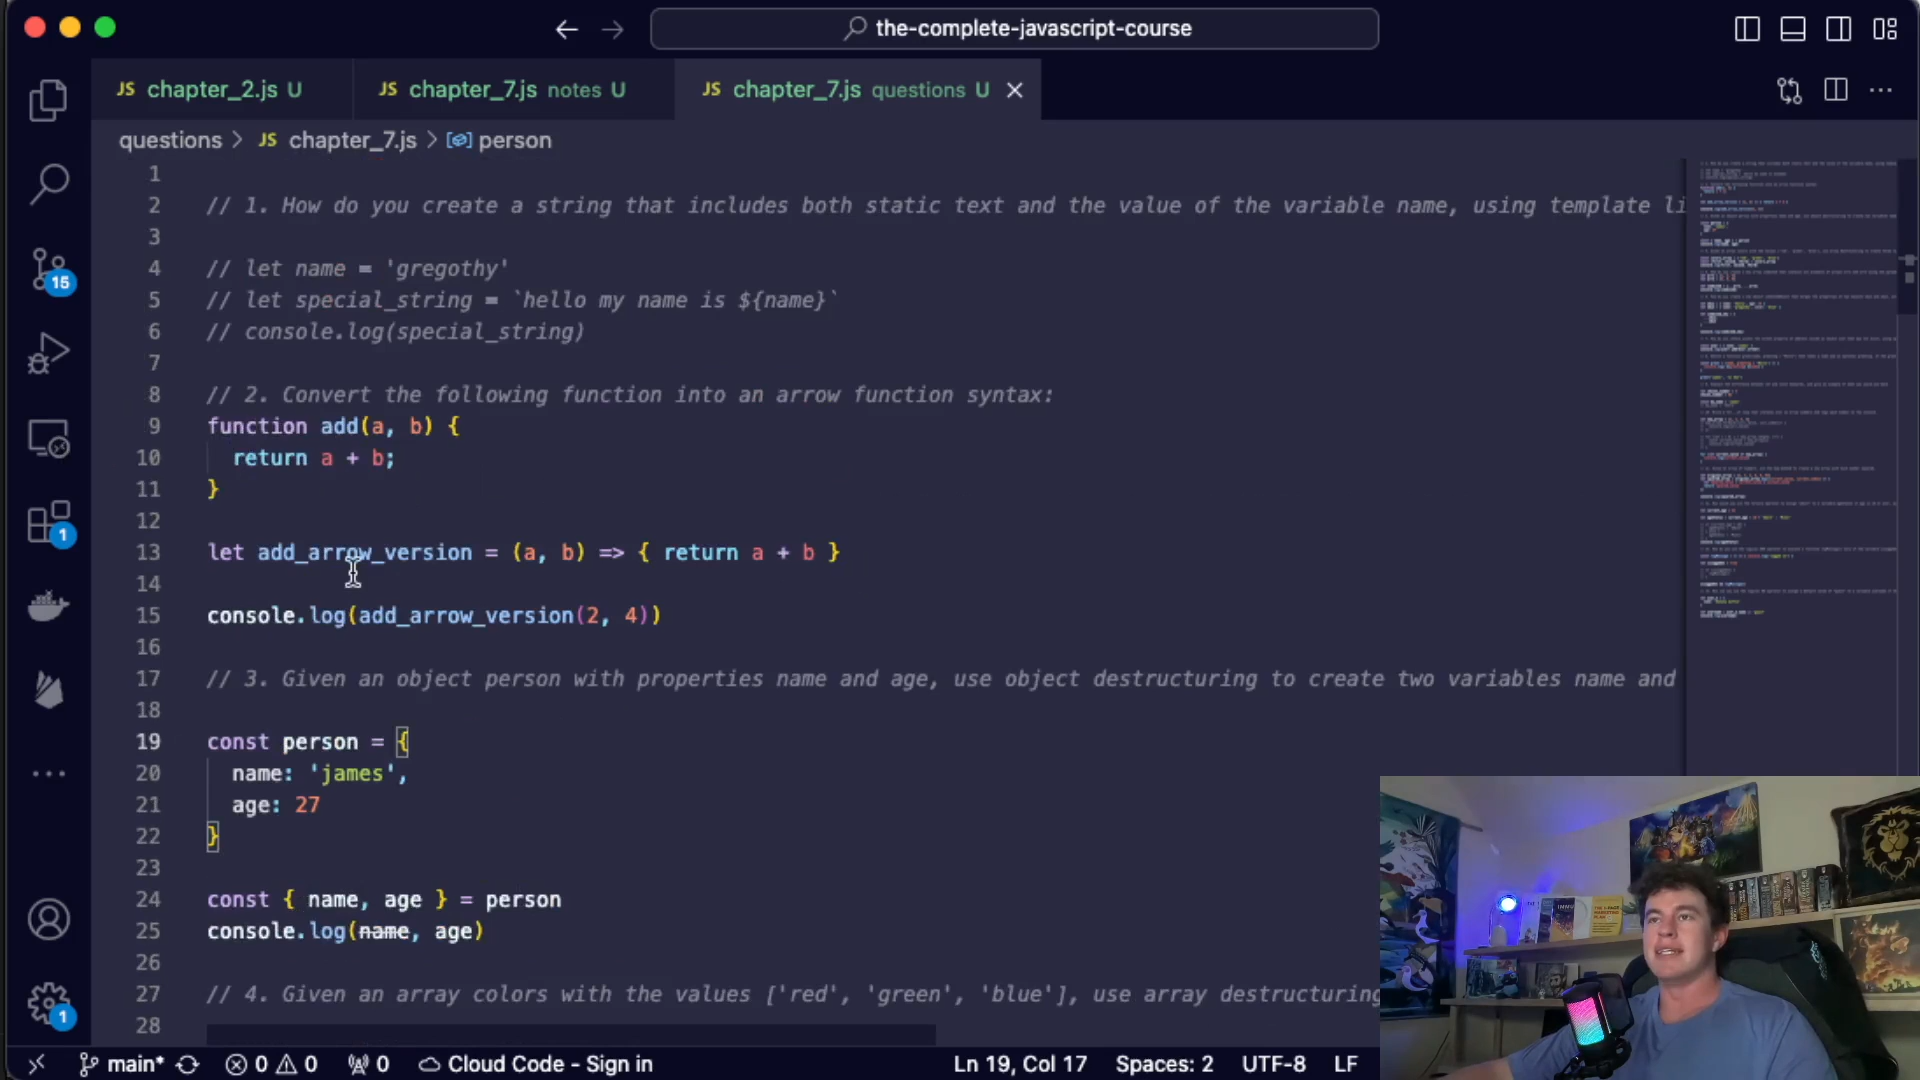 the-complete-javascript-course
JS chapter_2.js U
JS chapter_7.js notes U
JS chapter_7.js questions U
questions > JS chapter_7.js > person
1
2 // 1. How do you create a string that includes both static text and the value of the variable name, using template li
3
4 // let name = 'gregothy'
5 // let special_string = `hello my name is ${name}`
6 // console.log(special_string)
7
8 // 2. Convert the following function into an arrow function syntax:
9 function add(a, b) {
10 return a + b;
11 }
12
13 let add_arrow_version = (a, b) => { return a + b }
14
15 console.log(add_arrow_version(2, 4))
16
17 // 3. Given an object person with properties name and age, use object destructuring to create two variables name and
18
19 const person = {
20 name: 'james',
21 age: 27
22 }
23
24 const { name, age } = person
25 console.log(name, age)
26
27 // 4. Given an array colors with the values ['red', 'green', 'blue'], use array destructuring
28
15
1
1
main* 0 0 0 Cloud Code - Sign in Ln 19, Col 17 Spaces: 2 UTF-8 LF